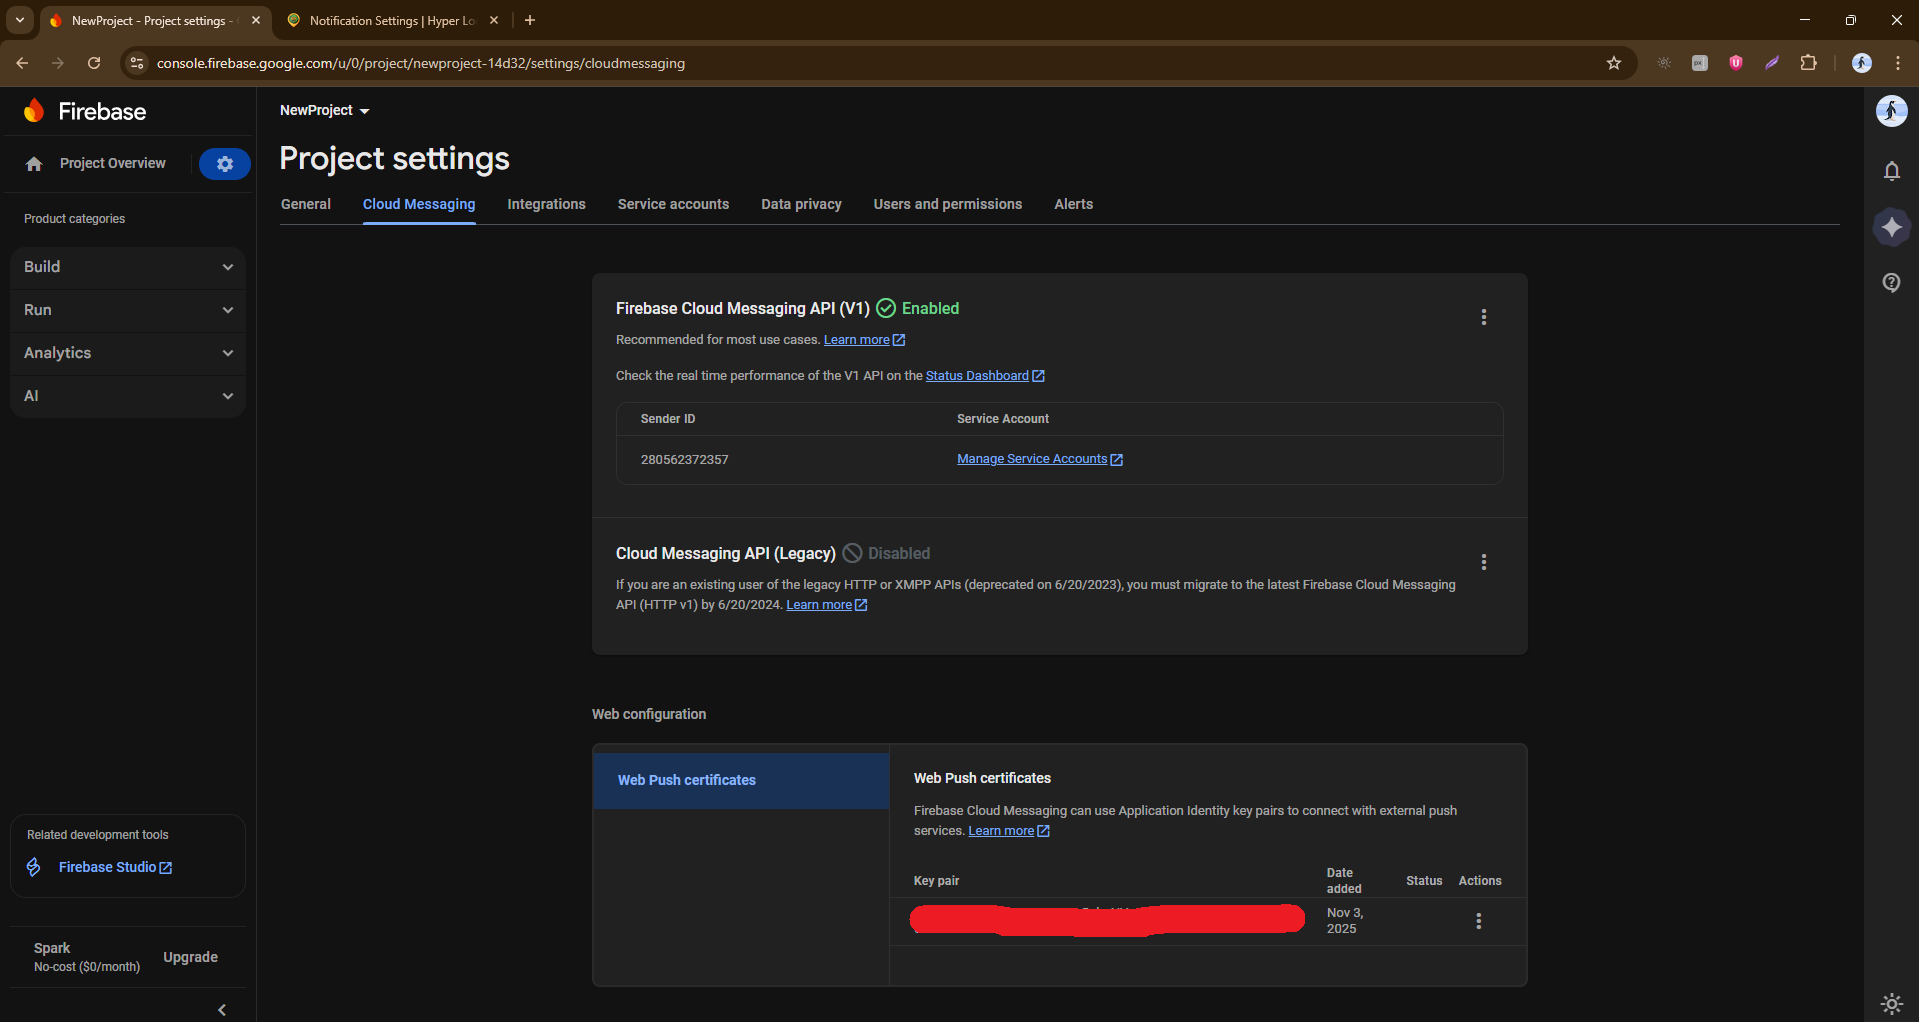 NewProject - Project settings -
Notification Settings | Hyper Lo
console.firebase.google.com/u/0/project/newproject-14d32/settings/cloudmessaging
Firebase
Project Overview
Product categories
Build
Run
Analytics
AI
Related development tools
Firebase Studio
Spark
No-cost ($0/month)
Upgrade
NewProject
Project settings
General
Cloud Messaging
Integrations
Service accounts
Data privacy
Users and permissions
Alerts
Firebase Cloud Messaging API (V1) Enabled
Recommended for most use cases. Learn more
Check the real time performance of the V1 API on the Status Dashboard
Sender ID Service Account
280562372357 Manage Service Accounts
Cloud Messaging API (Legacy) Disabled
If you are an existing user of the legacy HTTP or XMPP APIs (deprecated on 6/20/2023), you must migrate to the latest Firebase Cloud Messaging
API (HTTP v1) by 6/20/2024. Learn more
Web configuration
Web Push certificates
Web Push certificates
Firebase Cloud Messaging can use Application Identity key pairs to connect with external push
services. Learn more
Key pair
Date
added
Status
Actions
Nov 3,
2025